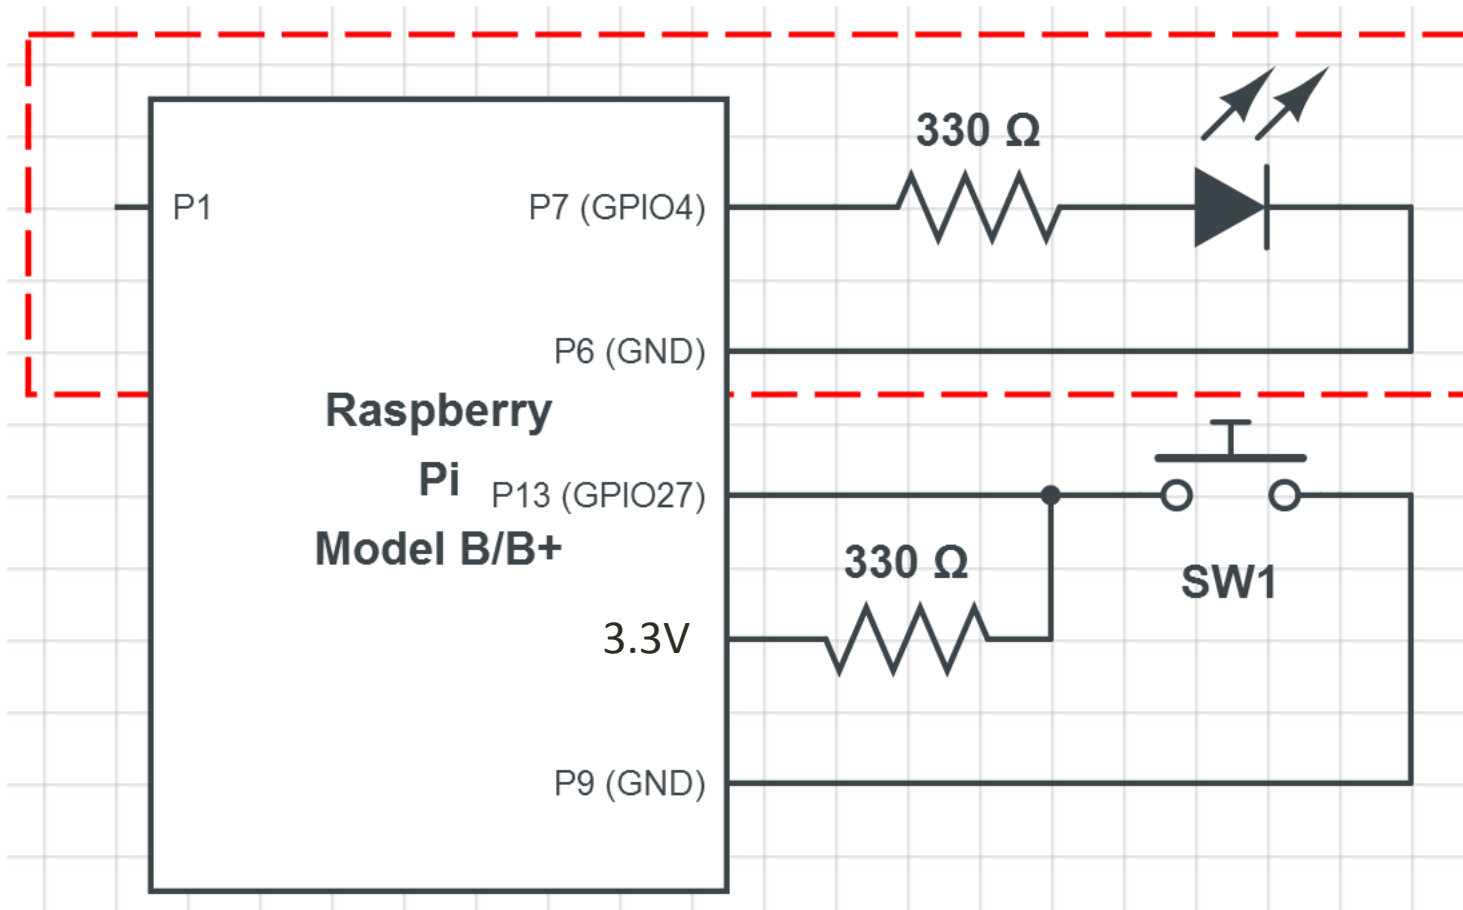 330 Ω
P1
P7 (GPIO4)
P6 (GND)
Raspberry
Pi
P13 (GPIO27)
Model B/B+
330 Ω
SW1
3.3V
P9 (GND)